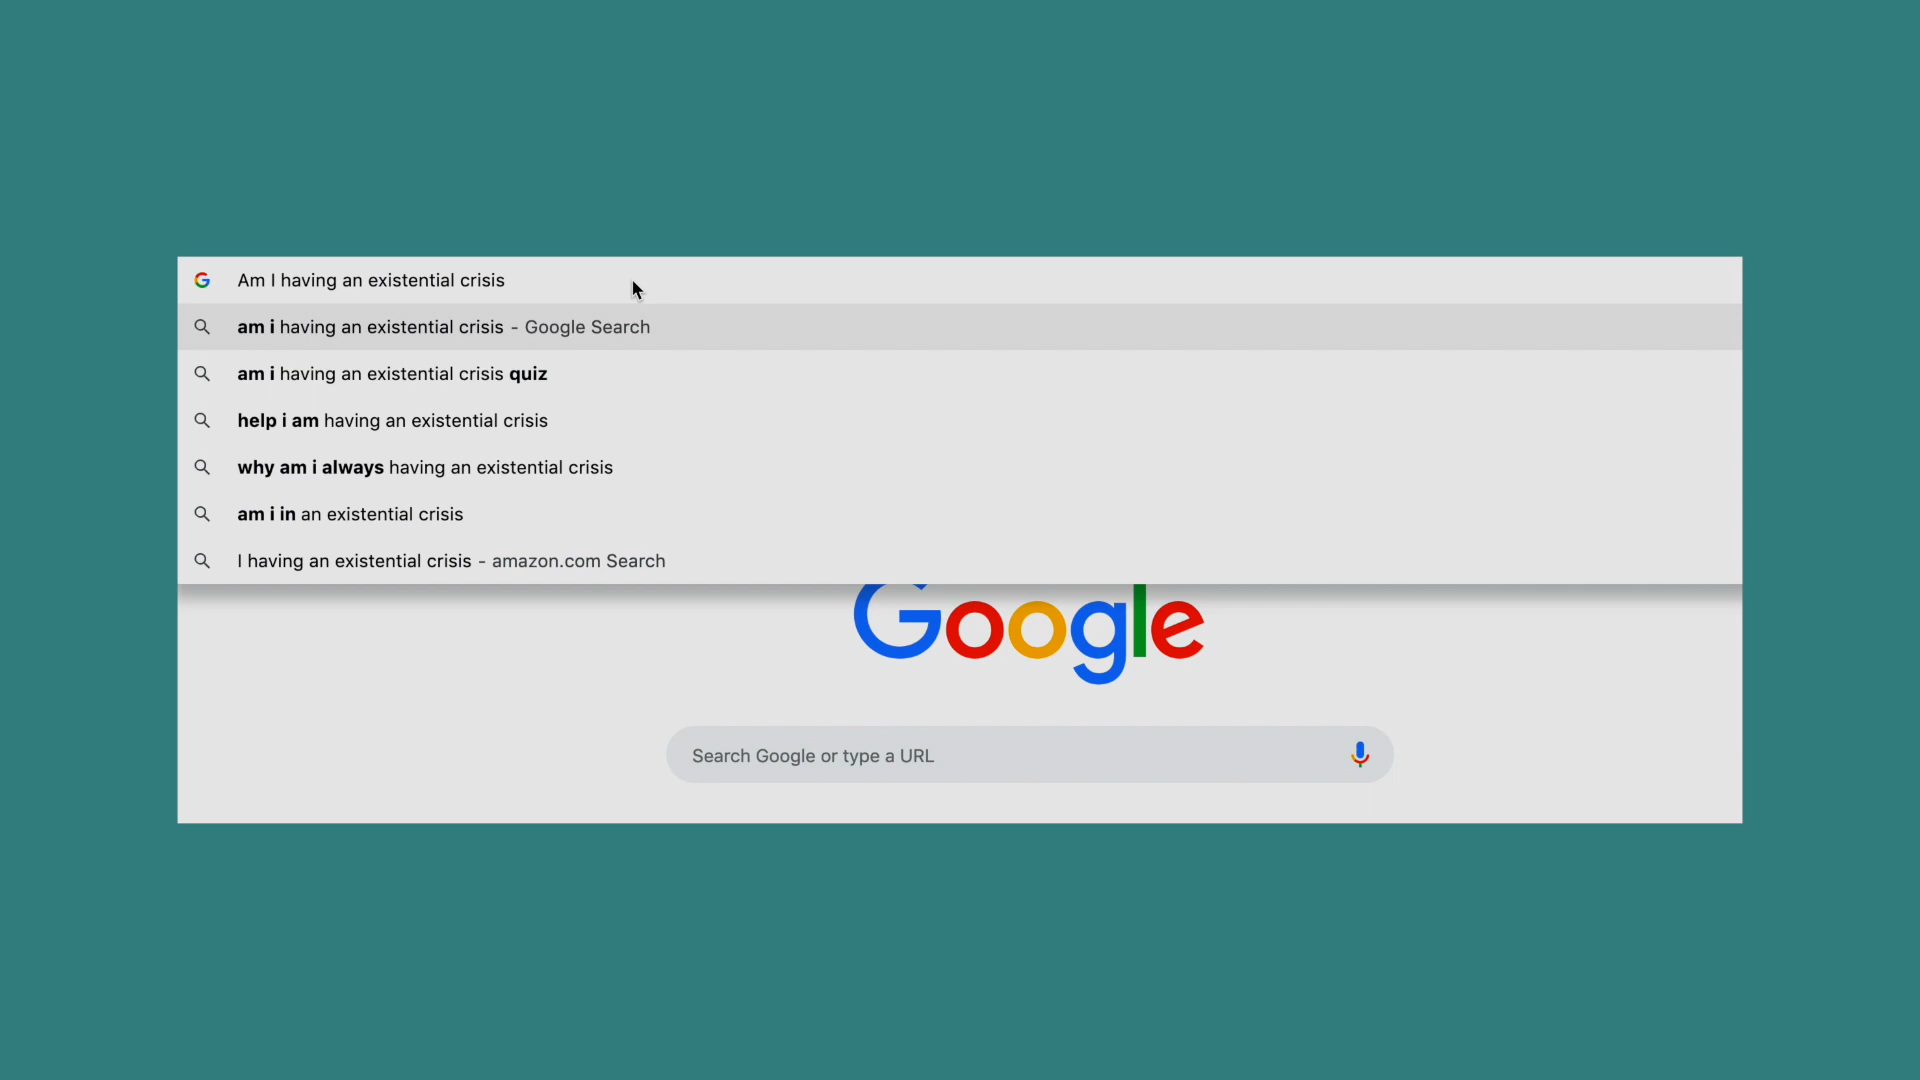 Am I having an existential crisis
am i having an existential crisis - Google Search
am i having an existential crisis quiz
help i am having an existential crisis
why am i always having an existential crisis
am i in an existential crisis
I having an existential crisis - amazon.com Search
Google
Search Google or type a URL